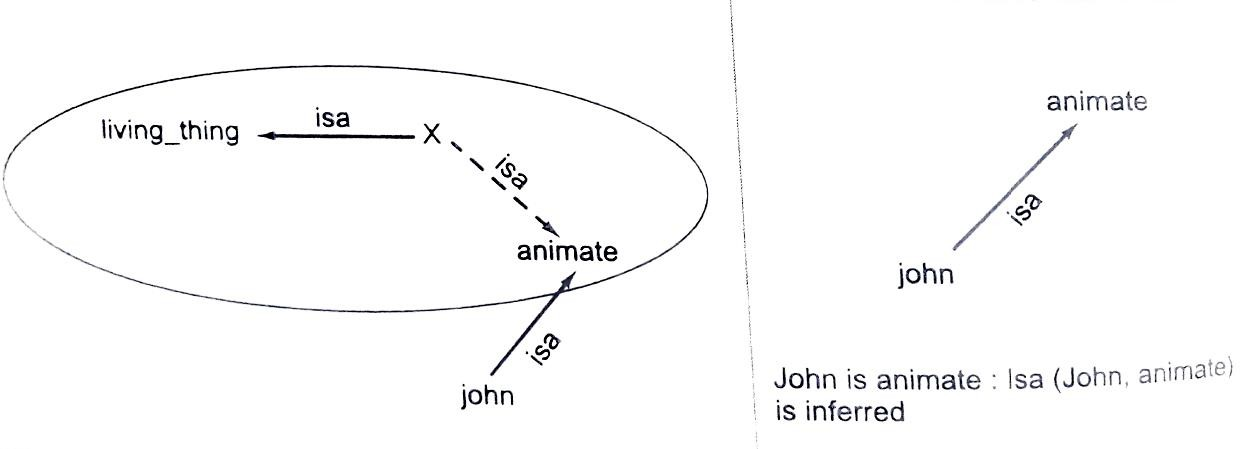 living_thing
isa
X
isa
animate
isa
john
animate
isa
john
John is animate : Isa (John, animate)
is inferred